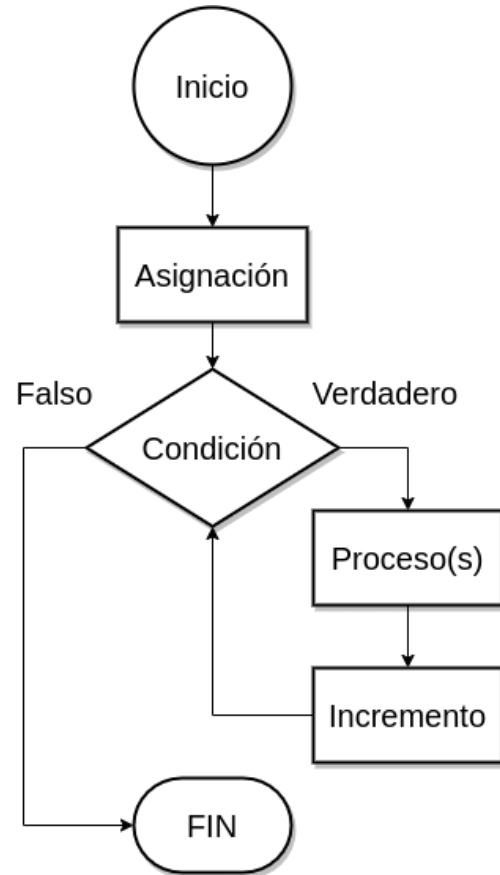 Inicio
Asignación
Falso
Verdadero
Condición
Proceso(s)
Incremento
FIN